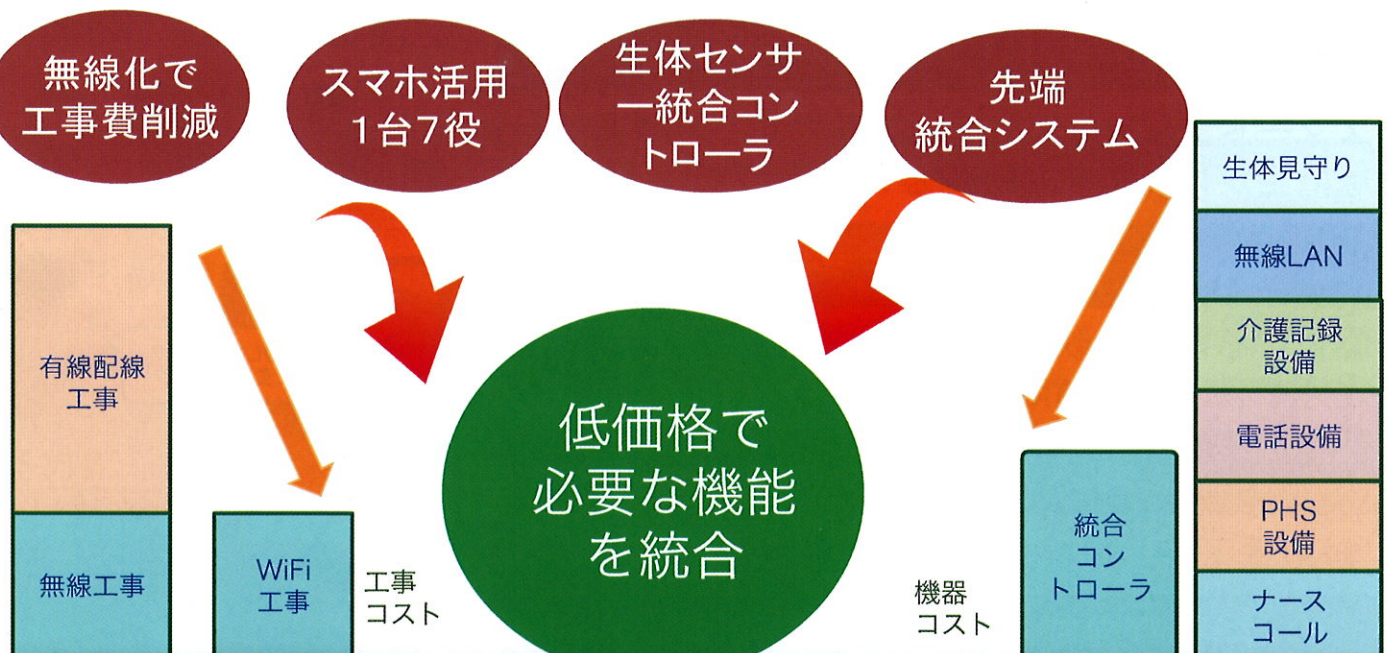 無線化で
工事費削減
スマホ活用
1台7役
生体センサ
ー統合コン
トローラ
先端
統合システム
有線配線
工事
無線工事
WiFi
工事
工事
コスト
低価格で
必要な機能
を統合
機器
コスト
統合
コン
トローラ
生体見守り
無線LAN
介護記録
設備
電話設備
PHS
設備
ナース
コール